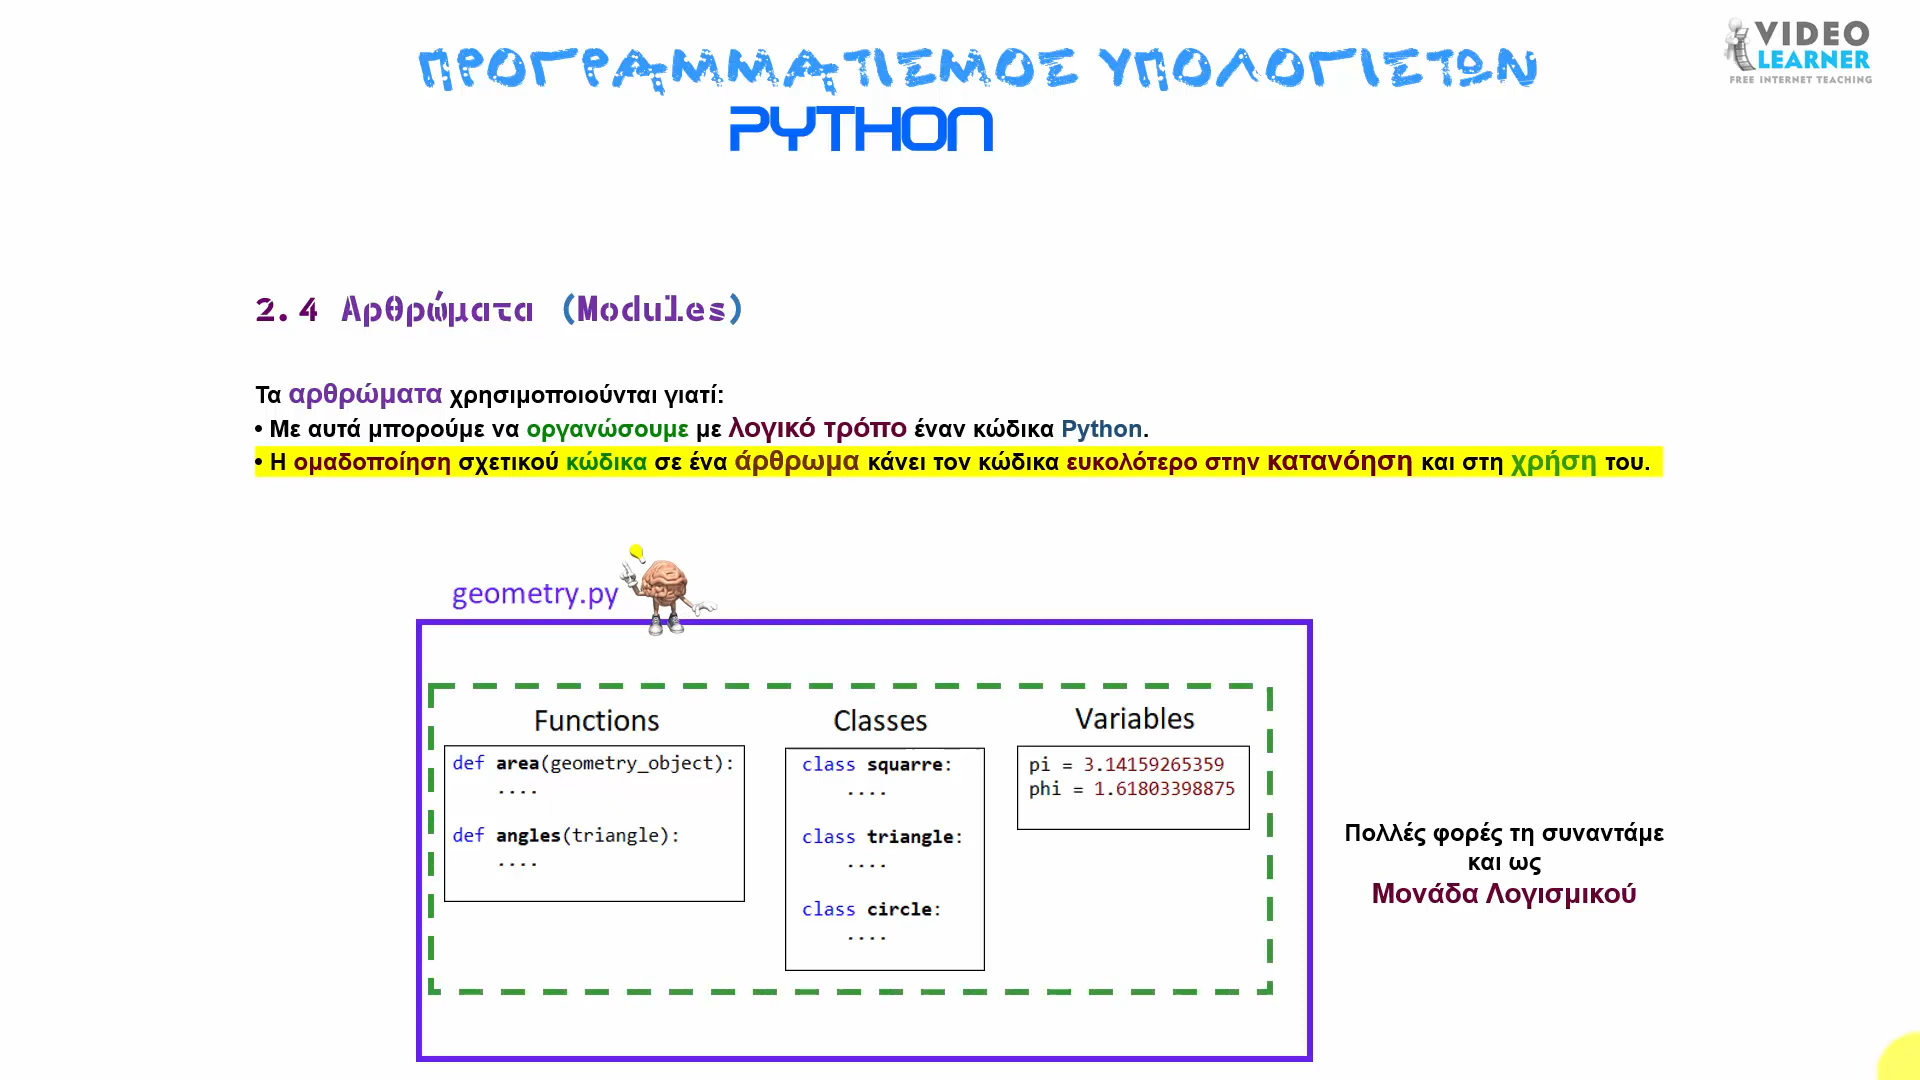 ΠΡΟΓΡΑΜΜΑΤΙΣΜΟΣ ΥΠΟΛΟΓΙΣΤΩΝ
PYTHON
VIDEO
LEARNER
FREE INTERNET TEACHING
2.4 Αρθρώματα (Modules)
Τα αρθρώματα χρησιμοποιούνται γιατί:
• Με αυτά μπορούμε να οργανώσουμε με λογικό τρόπο έναν κώδικα Python.
• Η ομαδοποίηση σχετικού κώδικα σε ένα άρθρωμα κάνει τον κώδικα ευκολότερο στην κατανόηση και στη χρήση του.
geometry.py
Functions
def area(geometry_object):
....
def angles(triangle):
....
Classes
class squarre:
....
class triangle:
....
class circle:
....
Variables
pi = 3.14159265359
phi = 1.61803398875
Πολλές φορές τη συναντάμε
και ως
Μονάδα Λογισμικού